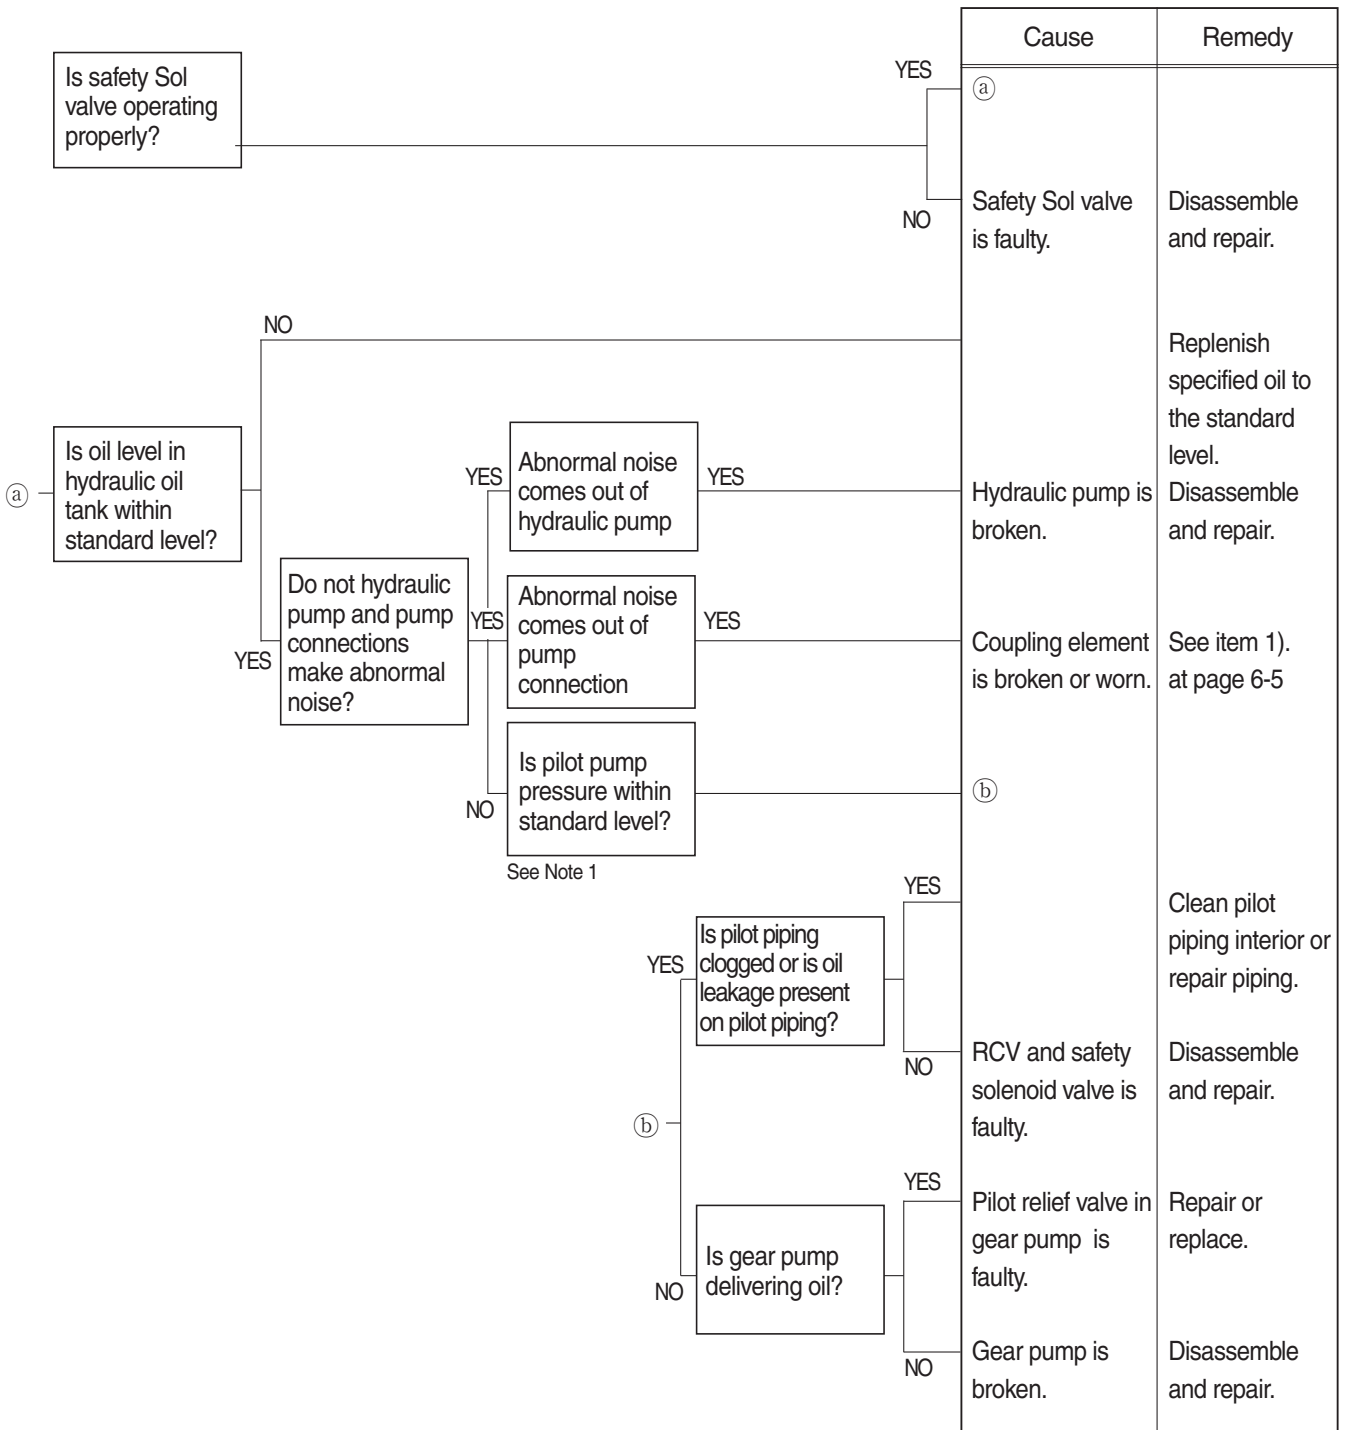 Cause
Remedy
Is safety Sol
valve operating
properly?
YES
ⓐ
NO
Safety Sol valve
is faulty.
Disassemble
and repair.
NO
Replenish
specified oil to
the standard
level.
ⓐ
Is oil level in
hydraulic oil
tank within
standard level?
YES
Do not hydraulic
pump and pump
connections
make abnormal
noise?
YES
Abnormal noise
comes out of
hydraulic pump
YES
Hydraulic pump is
broken.
Disassemble
and repair.
YES
Abnormal noise
comes out of
pump
connection
YES
Coupling element
is broken or worn.
See item 1).
at page 6-5
NO
Is pilot pump
pressure within
standard level?
See Note 1
ⓑ
ⓑ
YES
Is pilot piping
clogged or is oil
leakage present
on pilot piping?
YES
Clean pilot
piping interior or
repair piping.
NO
RCV and safety
solenoid valve is
faulty.
Disassemble
and repair.
NO
Is gear pump
delivering oil?
YES
Pilot relief valve in
gear pump is
faulty.
Repair or
replace.
NO
Gear pump is
broken.
Disassemble
and repair.